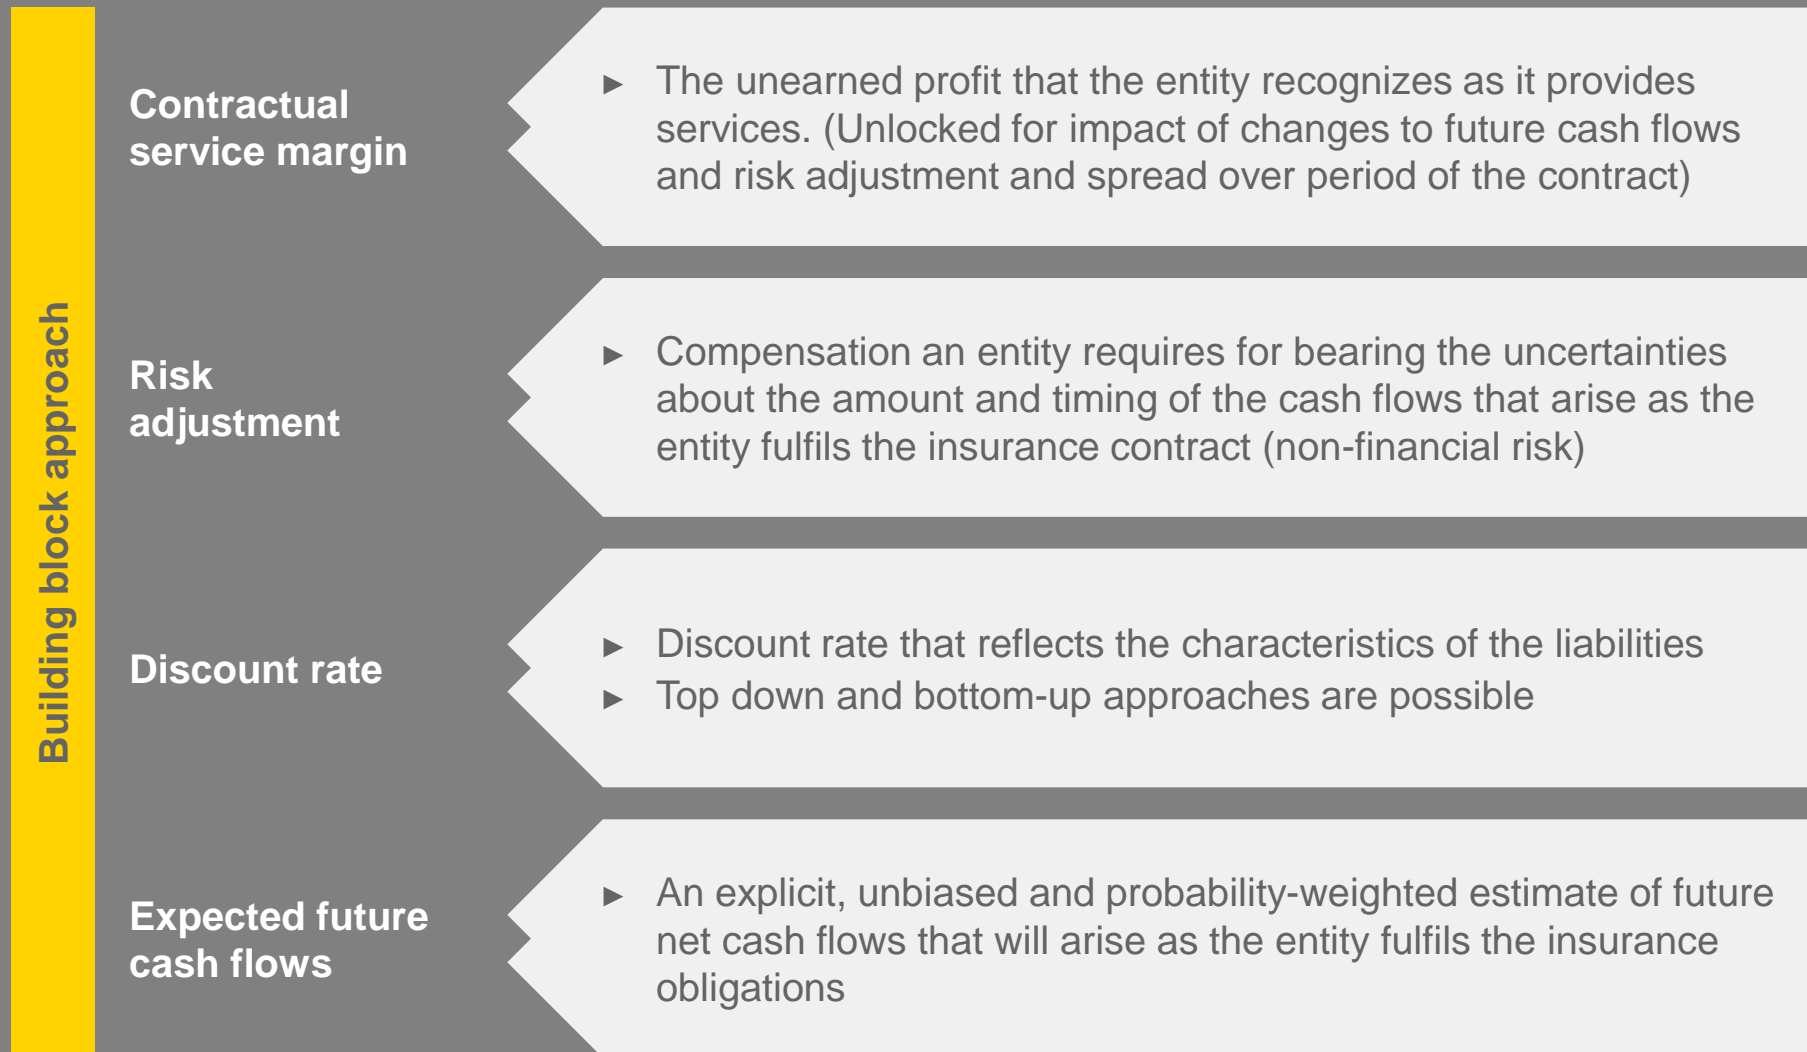 Building block approach
Contractual
service margin
► The unearned profit that the entity recognizes as it provides
services. (Unlocked for impact of changes to future cash flows
and risk adjustment and spread over period of the contract)
Risk
adjustment
► Compensation an entity requires for bearing the uncertainties
about the amount and timing of the cash flows that arise as the
entity fulfils the insurance contract (non-financial risk)
Discount rate
► Discount rate that reflects the characteristics of the liabilities
► Top down and bottom-up approaches are possible
Expected future
cash flows
► An explicit, unbiased and probability-weighted estimate of future
net cash flows that will arise as the entity fulfils the insurance
obligations